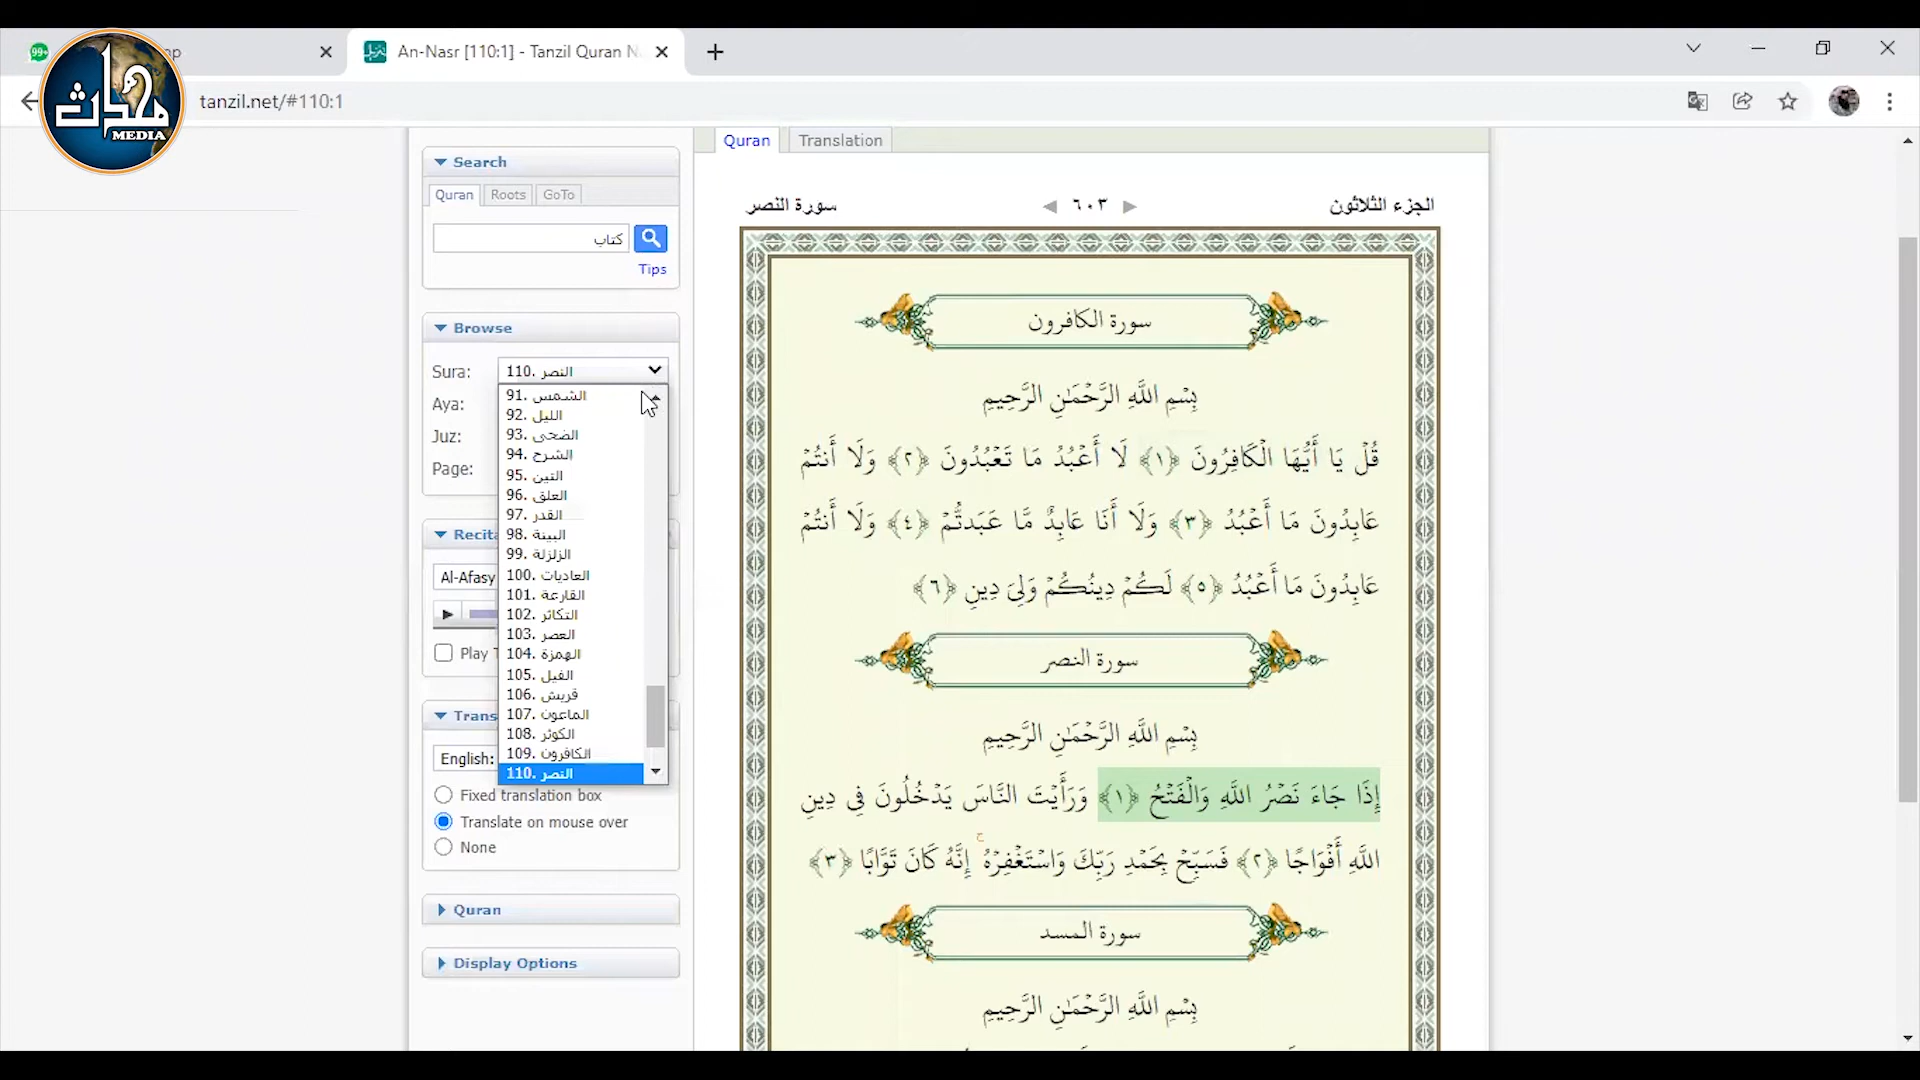 99+
An-Nasr [110:1] - Tanzil Quran N
tanzil.net/#110:1
MEDIA
Search
Quran Roots GoTo
كتاب
Tips
Browse
Sura: 110. النصر
Aya:
Juz:
Page:
91. الشمس
92. الليل
93. الضحى
94. الشرح
95. التين
96. العلق
97. القدر
98. البينة
99. الزلزلة
100. العاديات
101. القارعة
102. التكاثر
103. العصر
104. الهمزة
105. الفيل
106. قريش
107. الماعون
108. الكوثر
109. الكافرون
110. النصر
Al-Afasy
English:
Fixed translation box
Translate on mouse over
None
Quran
Display Options
Quran Translation
الجزء الثلاثون ٦٠٣ سورة النصر
سورة الكافرون
بِسْمِ اللَّهِ الرَّحْمَٰنِ الرَّحِيمِ
قُلْ يَا أَيُّهَا الْكَافِرُونَ ﴿١﴾ لَا أَعْبُدُ مَا تَعْبُدُونَ ﴿٢﴾ وَلَا أَنتُمْ
عَابِدُونَ مَا أَعْبُدُ ﴿٣﴾ وَلَا أَنَا عَابِدٌ مَّا عَبَدتُّمْ ﴿٤﴾ وَلَا أَنتُمْ
عَابِدُونَ مَا أَعْبُدُ ﴿٥﴾ لَكُمْ دِينُكُمْ وَلِيَ دِينِ ﴿٦﴾
سورة النصر
بِسْمِ اللَّهِ الرَّحْمَٰنِ الرَّحِيمِ
إِذَا جَاءَ نَصْرُ اللَّهِ وَالْفَتْحُ ﴿١﴾ وَرَأَيْتَ النَّاسَ يَدْخُلُونَ فِي دِينِ
اللَّهِ أَفْوَاجًا ﴿٢﴾ فَسَبِّحْ بِحَمْدِ رَبِّكَ وَاسْتَغْفِرْهُ ۚ إِنَّهُ كَانَ تَوَّابًا ﴿٣﴾
سورة المسد
بِسْمِ اللَّهِ الرَّحْمَٰنِ الرَّحِيمِ